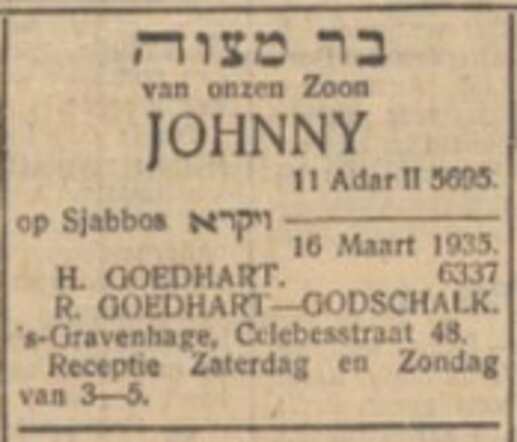 בר מצוה
van onzen Zoon
JOHNNY
11 Adar II 5695.
op Sjabbos ויקרא
16 Maart 1935.
H. GOEDHART. 6337
R. GOEDHART—GODSCHALK.
's-Gravenhage, Celebesstraat 48.
Receptie Zaterdag en Zondag
van 3—5.